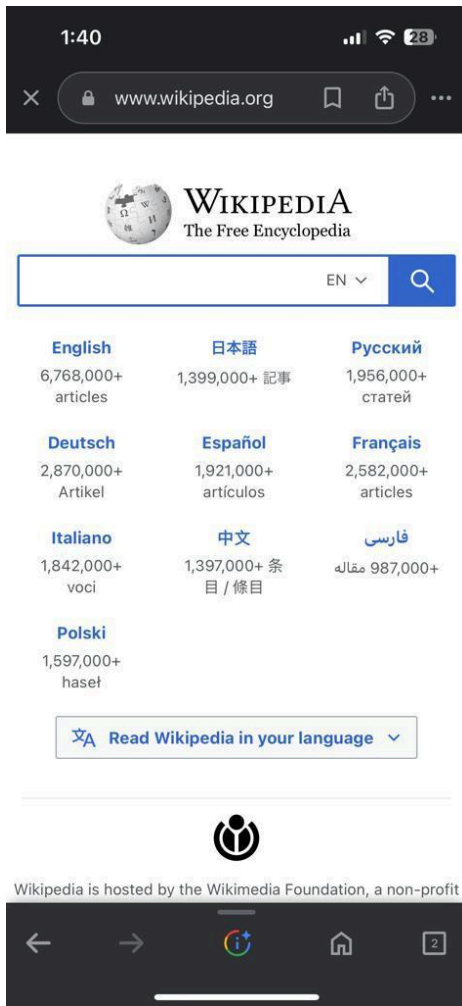 1:40
28
www.wikipedia.org
WIKIPEDIA
The Free Encyclopedia
EN
English
6,768,000+
articles
日本語
1,399,000+ 記事
Русский
1,956,000+
статей
Deutsch
2,870,000+
Artikel
Español
1,921,000+
artículos
Français
2,582,000+
articles
Italiano
1,842,000+
voci
中文
1,397,000+ 条
目 / 條目
فارسی
987,000+ مقاله
Polski
1,597,000+
haseł
Read Wikipedia in your language
Wikipedia is hosted by the Wikimedia Foundation, a non-profit
2